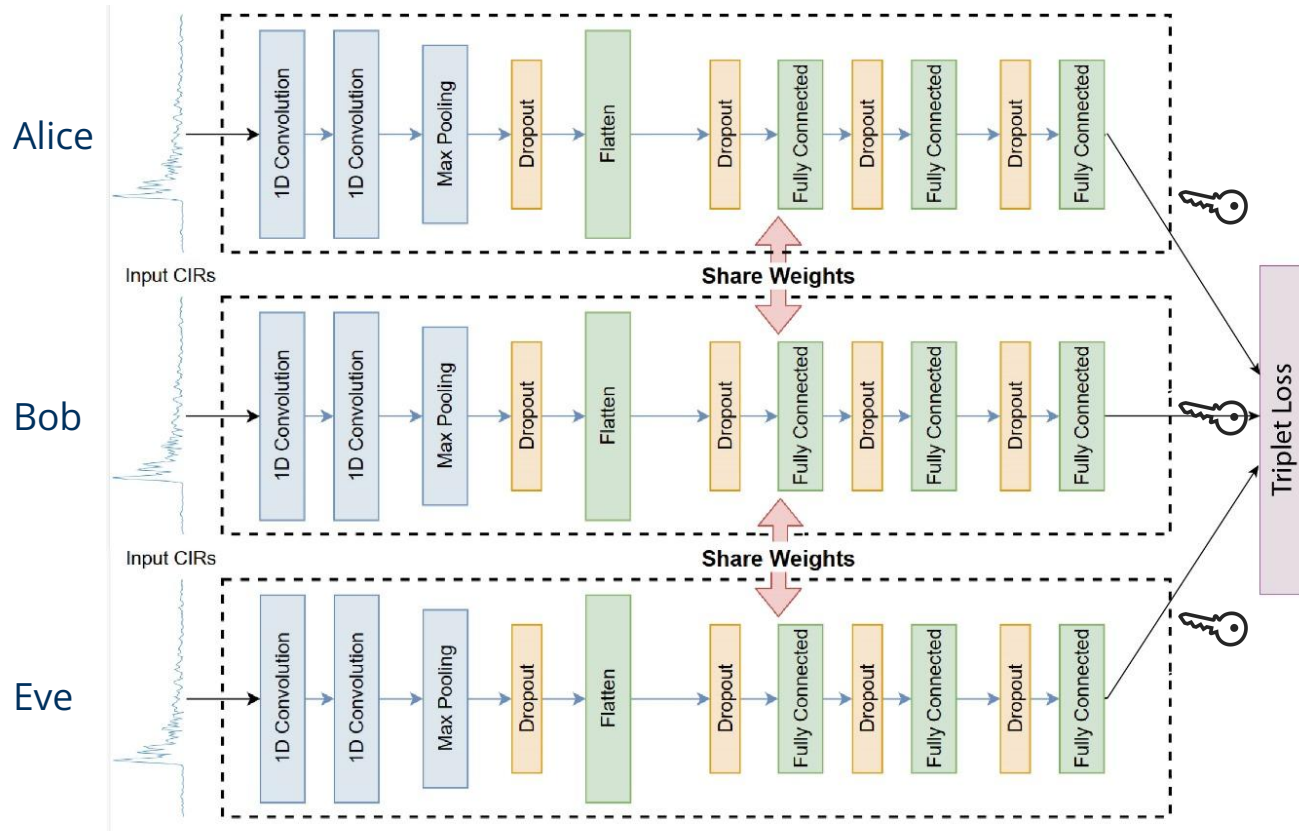 Alice
1D Convolution
1D Convolution
Max Pooling
Dropout
Flatten
Dropout
Fully Connected
Dropout
Fully Connected
Dropout
Fully Connected
Input CIRs
Share Weights
Bob
1D Convolution
1D Convolution
Max Pooling
Dropout
Flatten
Dropout
Fully Connected
Dropout
Fully Connected
Dropout
Fully Connected
Triplet Loss
Input CIRs
Share Weights
Eve
1D Convolution
1D Convolution
Max Pooling
Dropout
Flatten
Dropout
Fully Connected
Dropout
Fully Connected
Dropout
Fully Connected